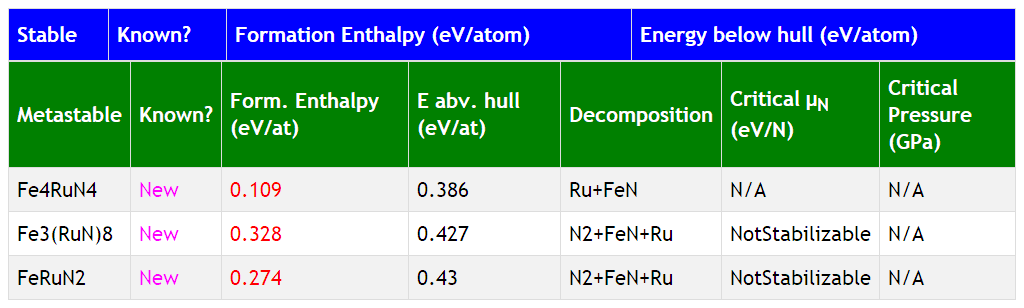 Stable Known? Formation Enthalpy (eV/atom) Energy below hull (eV/atom)
Metastable Known? Form. Enthalpy (eV/at) E abv. hull (eV/at) Decomposition Critical μN (eV/N) Critical Pressure (GPa)
Fe4RuN4 New 0.109 0.386 Ru+FeN N/A N/A
Fe3(RuN)8 New 0.328 0.427 N2+FeN+Ru NotStabilizable N/A
FeRuN2 New 0.274 0.43 N2+FeN+Ru NotStabilizable N/A